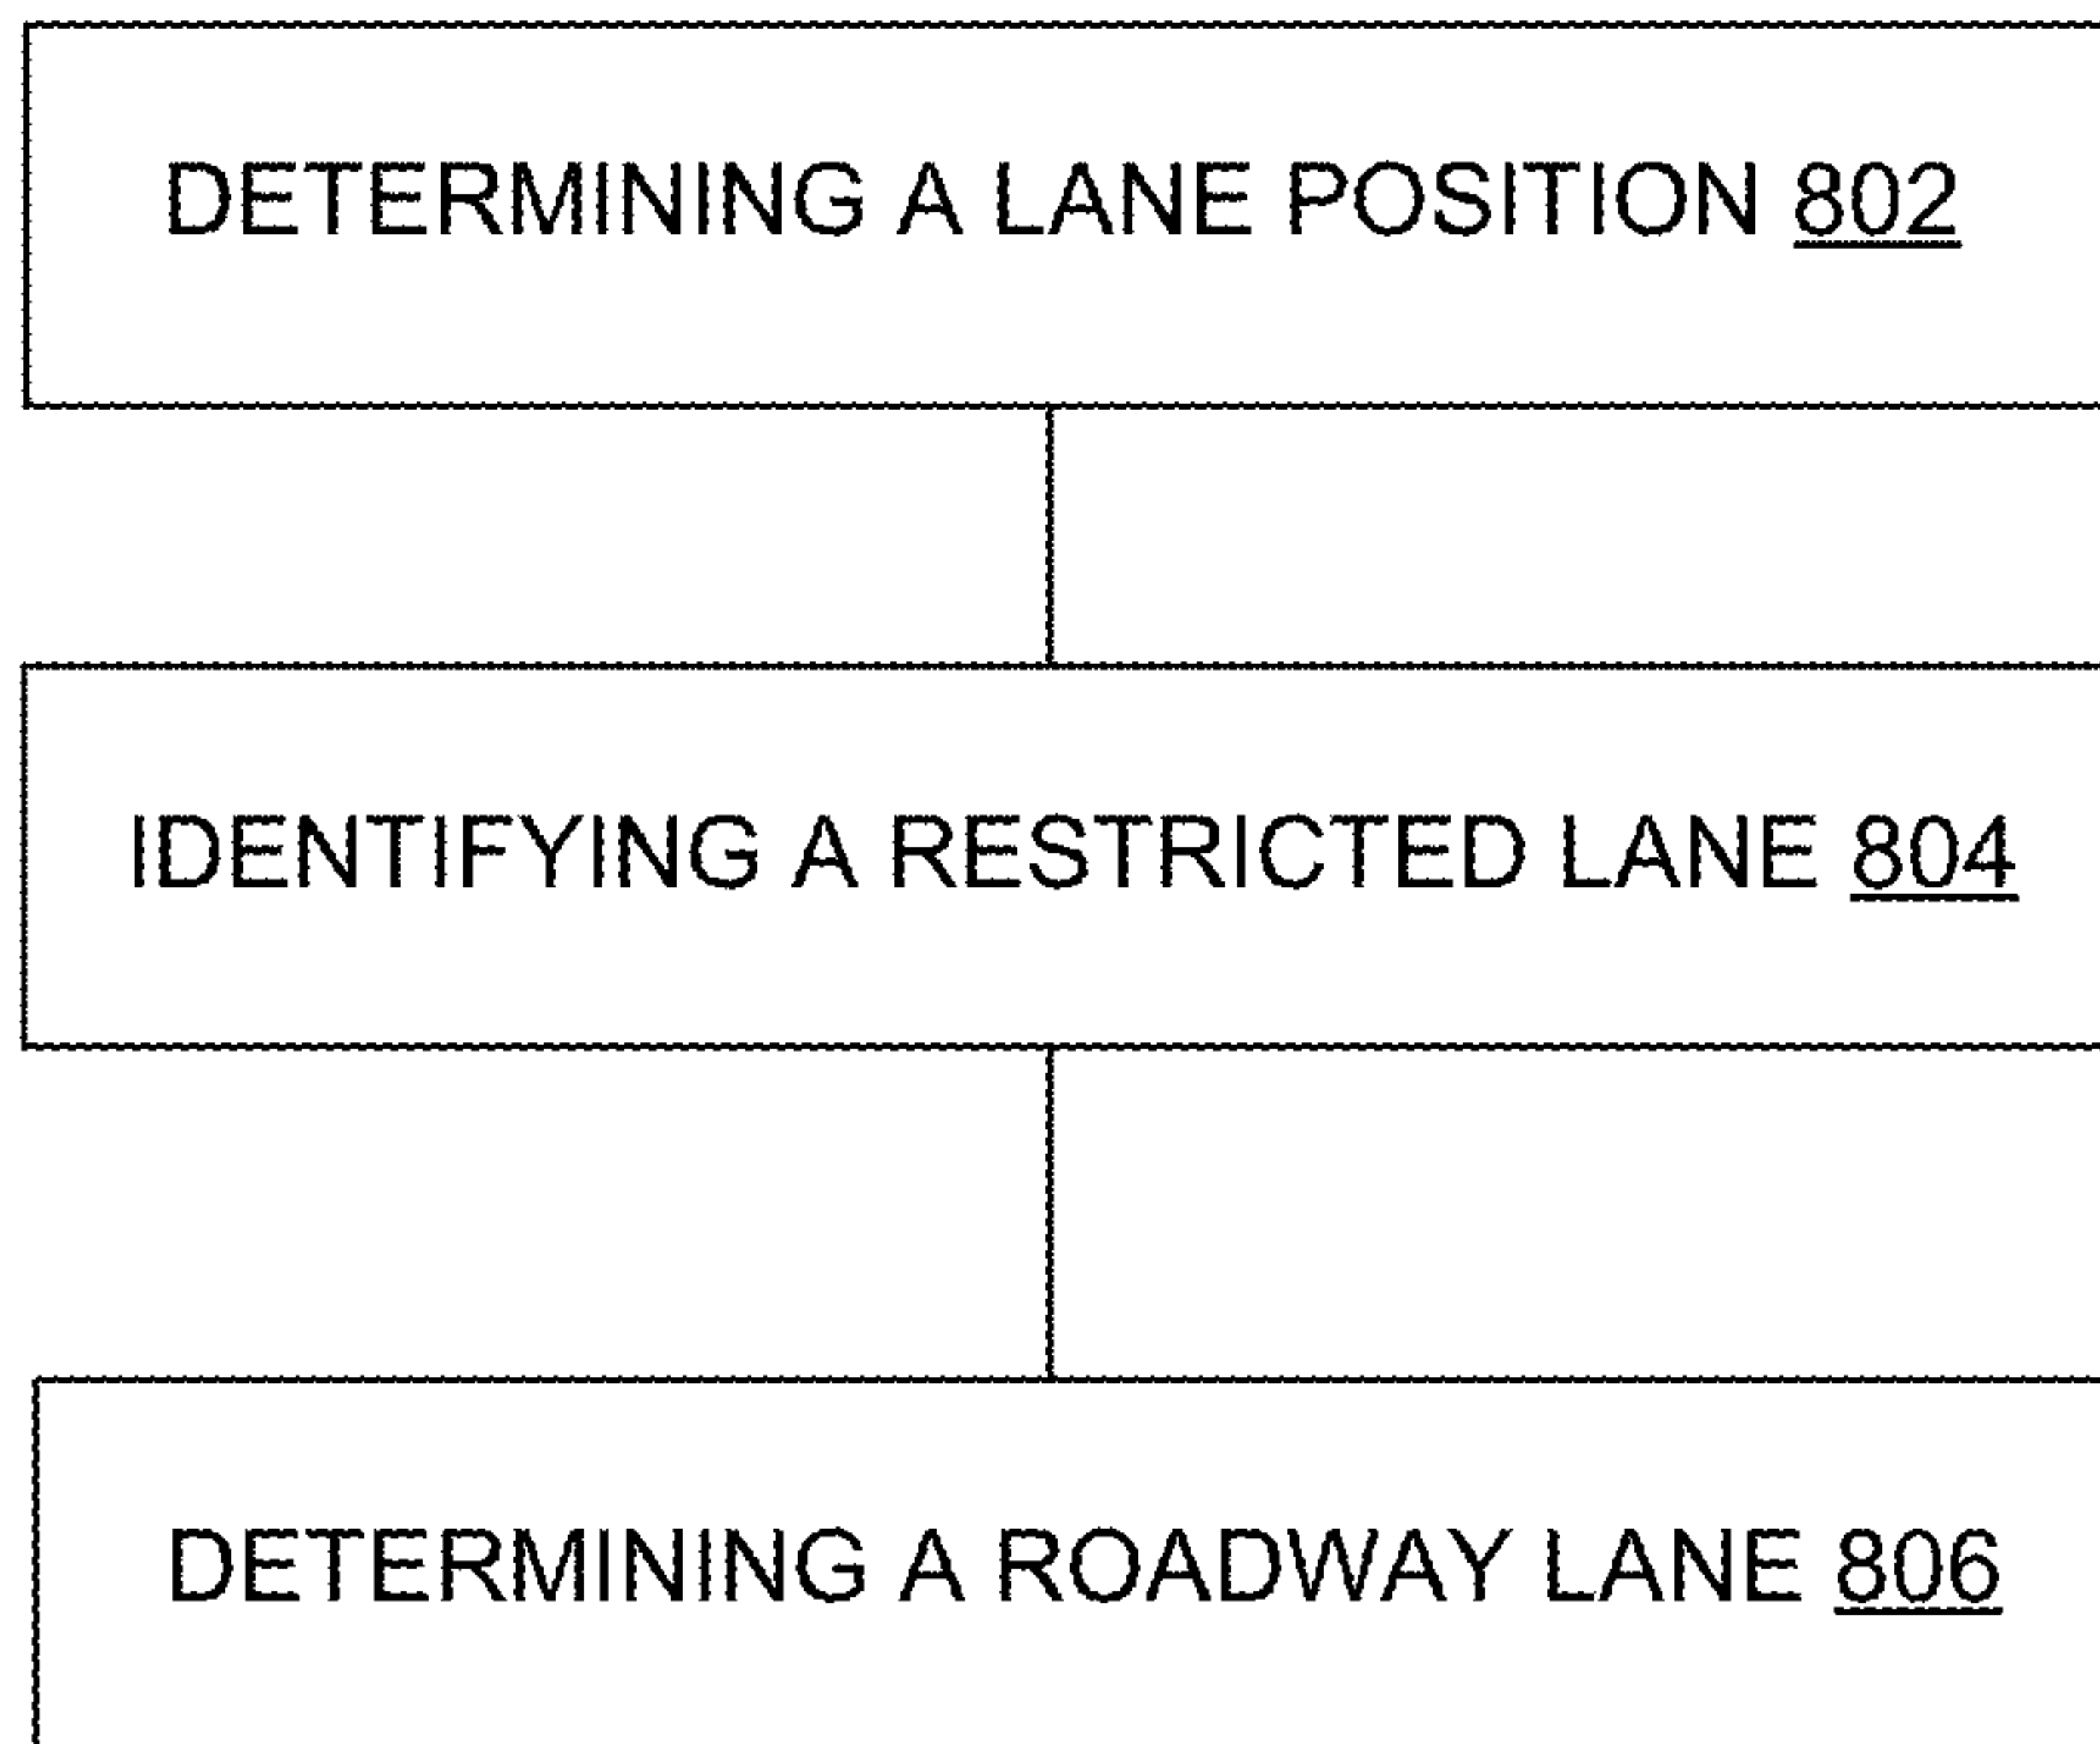 DETERMINING A LANE POSITION 802
IDENTIFYING A RESTRICTED LANE 804
DETERMINING A ROADWAY LANE 806